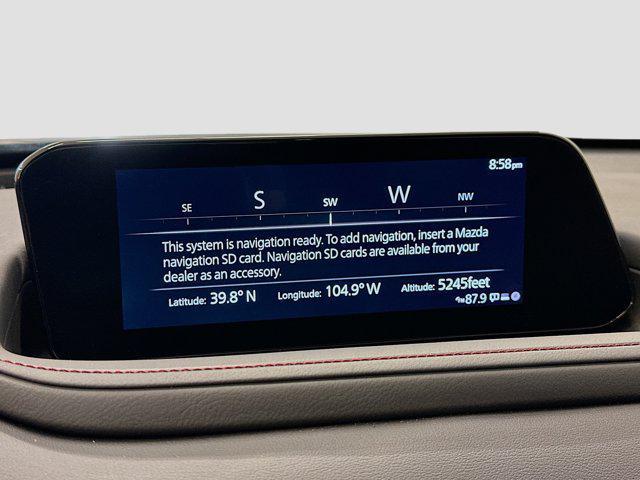 8:58pm
SE S SW W NW
This system is navigation ready. To add navigation, insert a Mazda
navigation SD card. Navigation SD cards are available from your
dealer as an accessory.
Latitude: 39.8° N Longitude: 104.9° W Altitude: 5245feet
87.9